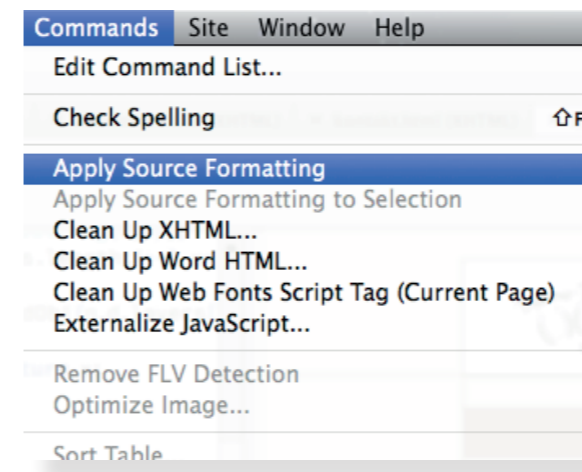 Commands Site Window Help
Edit Command List...
Check Spelling ⇧F
Apply Source Formatting
Apply Source Formatting to Selection
Clean Up XHTML...
Clean Up Word HTML...
Clean Up Web Fonts Script Tag (Current Page)
Externalize JavaScript...
Remove FLV Detection
Optimize Image...
Sort Table